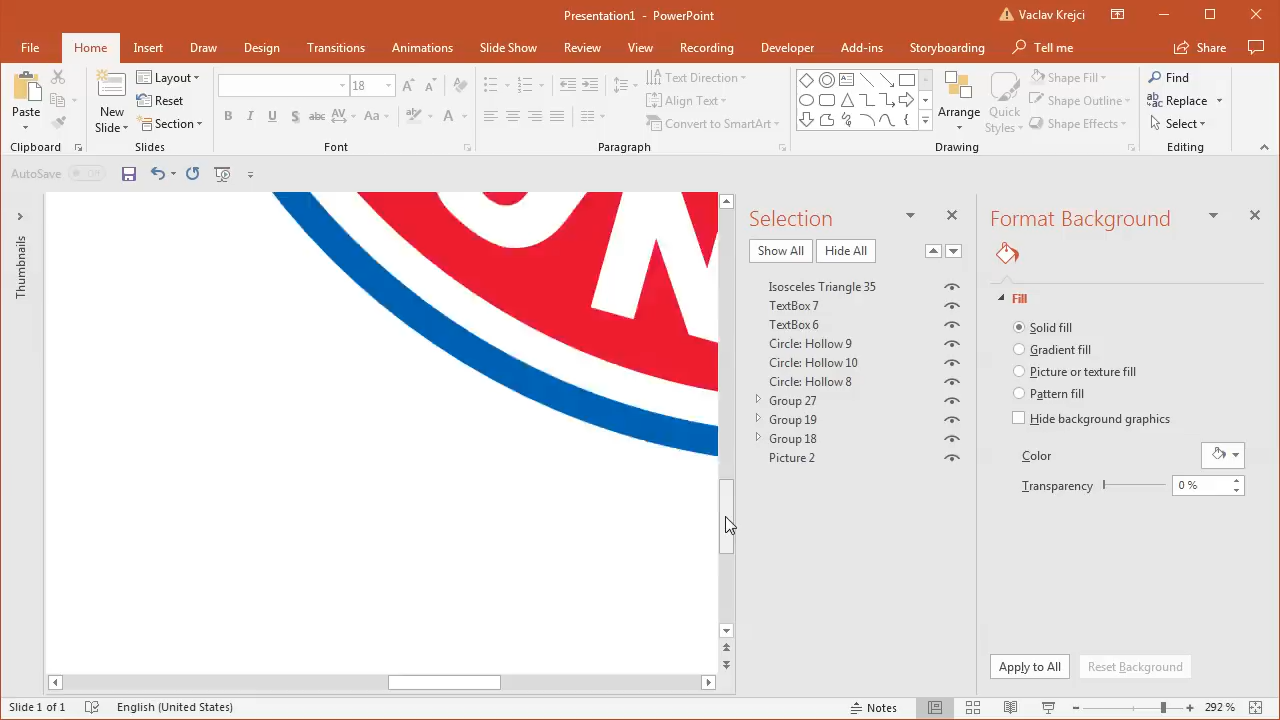 Presentation1 - PowerPoint
Vaclav Krejci
File Home Insert Draw Design Transitions Animations Slide Show Review View Recording Developer Add-ins Storyboarding Tell me Share
Paste
New
Slide
Layout
Reset
Section
18
B I U S abc AV Aa A
Text Direction
Align Text
Convert to SmartArt
Arrange
Quick
Styles
Shape Fill
Shape Outline
Shape Effects
Find
Replace
Select
Clipboard Slides Font Paragraph Drawing Editing
AutoSave Off
Thumbnails
Selection
Show All Hide All
Isosceles Triangle 35
TextBox 7
TextBox 6
Circle: Hollow 9
Circle: Hollow 10
Circle: Hollow 8
Group 27
Group 19
Group 18
Picture 2
Format Background
Fill
Solid fill
Gradient fill
Picture or texture fill
Pattern fill
Hide background graphics
Color
Transparency 0 %
Apply to All Reset Background
Slide 1 of 1 English (United States) Notes 292 %